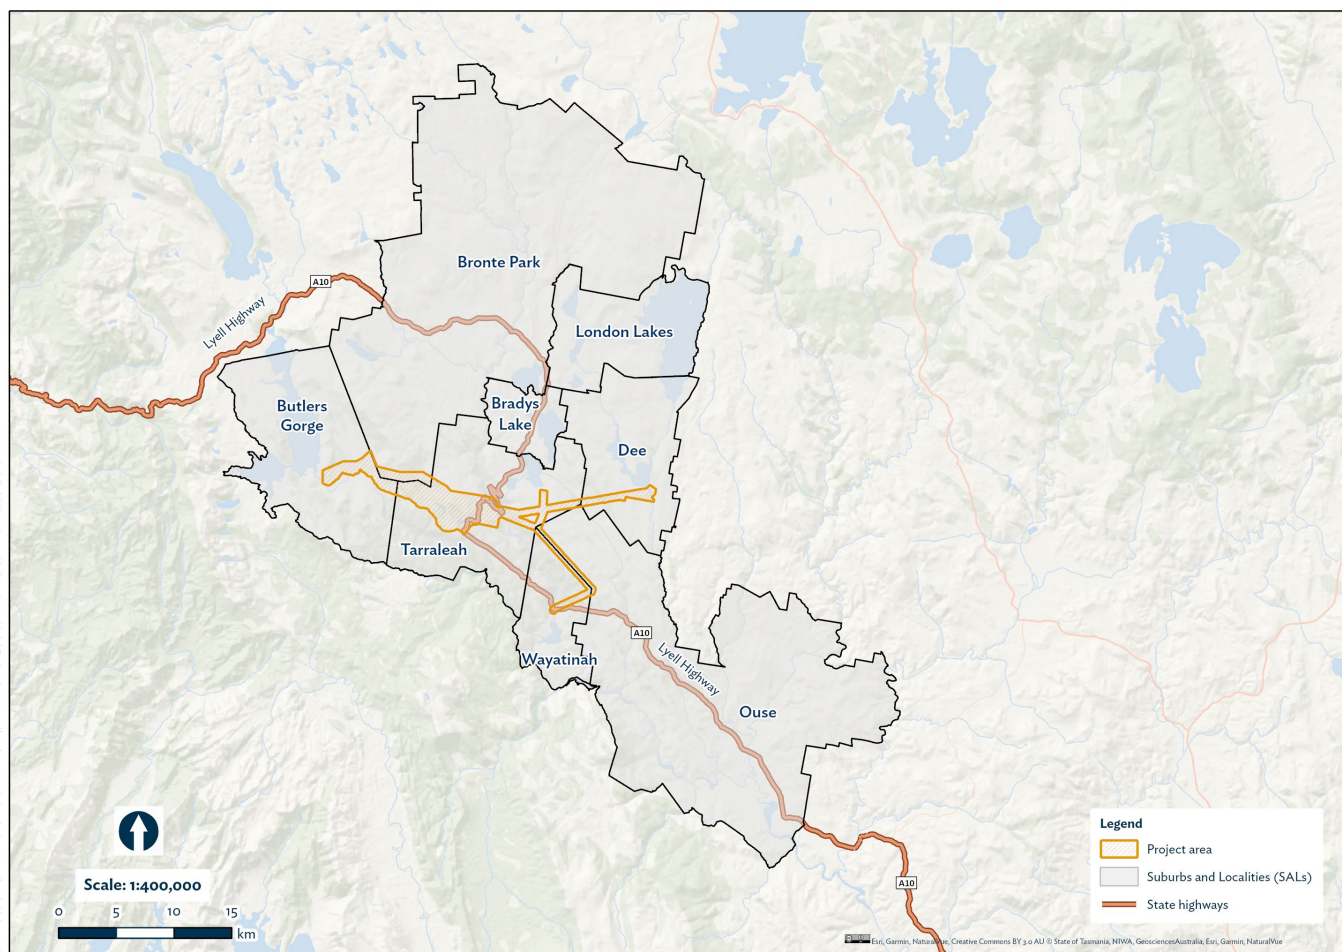 Bronte Park
A10
Lyell Highway
London Lakes
Butlers
Gorge
Bradys
Lake
Dee
Tarraleah
A10
Wayatinah
Lyell Highway
Ouse
A10
Scale: 1:400,000
0 5 10 15
km
Legend
Project area
Suburbs and Localities (SALs)
State highways
Esri, Garmin, NaturalVue, Creative Commons BY 3.0 AU © State of Tasmania, NIWA, GeosciencesAustralia, Esri, Garmin, NaturalVue